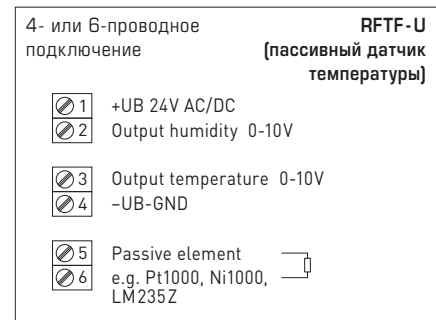 4- или 6-проводное
подключение
RFTF-U
(пассивный датчик
температуры)
1 +UB 24V AC/DC
2 Output humidity 0-10V
3 Output temperature 0-10V
4 –UB-GND
5 Passive element
6 e.g. Pt1000, Ni1000,
LM235Z